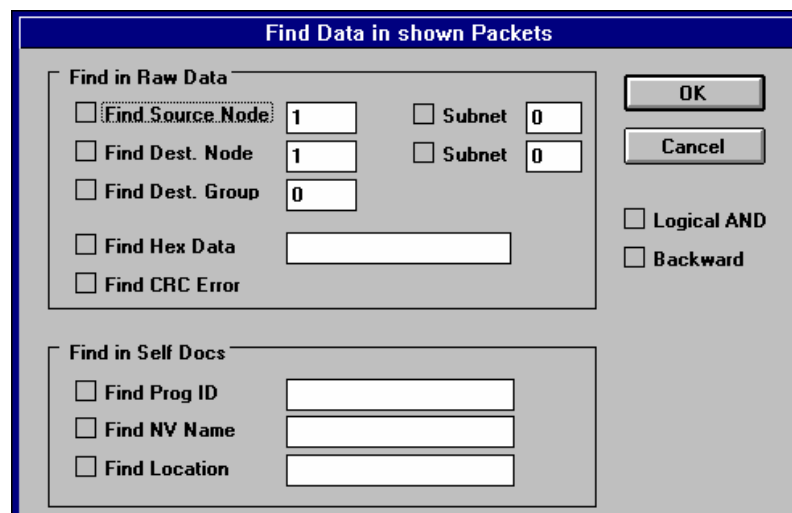 Find Data in shown Packets
Find in Raw Data
Find Source Node 1 Subnet 0
Find Dest. Node 1 Subnet 0
Find Dest. Group 0
Find Hex Data
Find CRC Error
OK
Cancel
Logical AND
Backward
Find in Self Docs
Find Prog ID
Find NV Name
Find Location